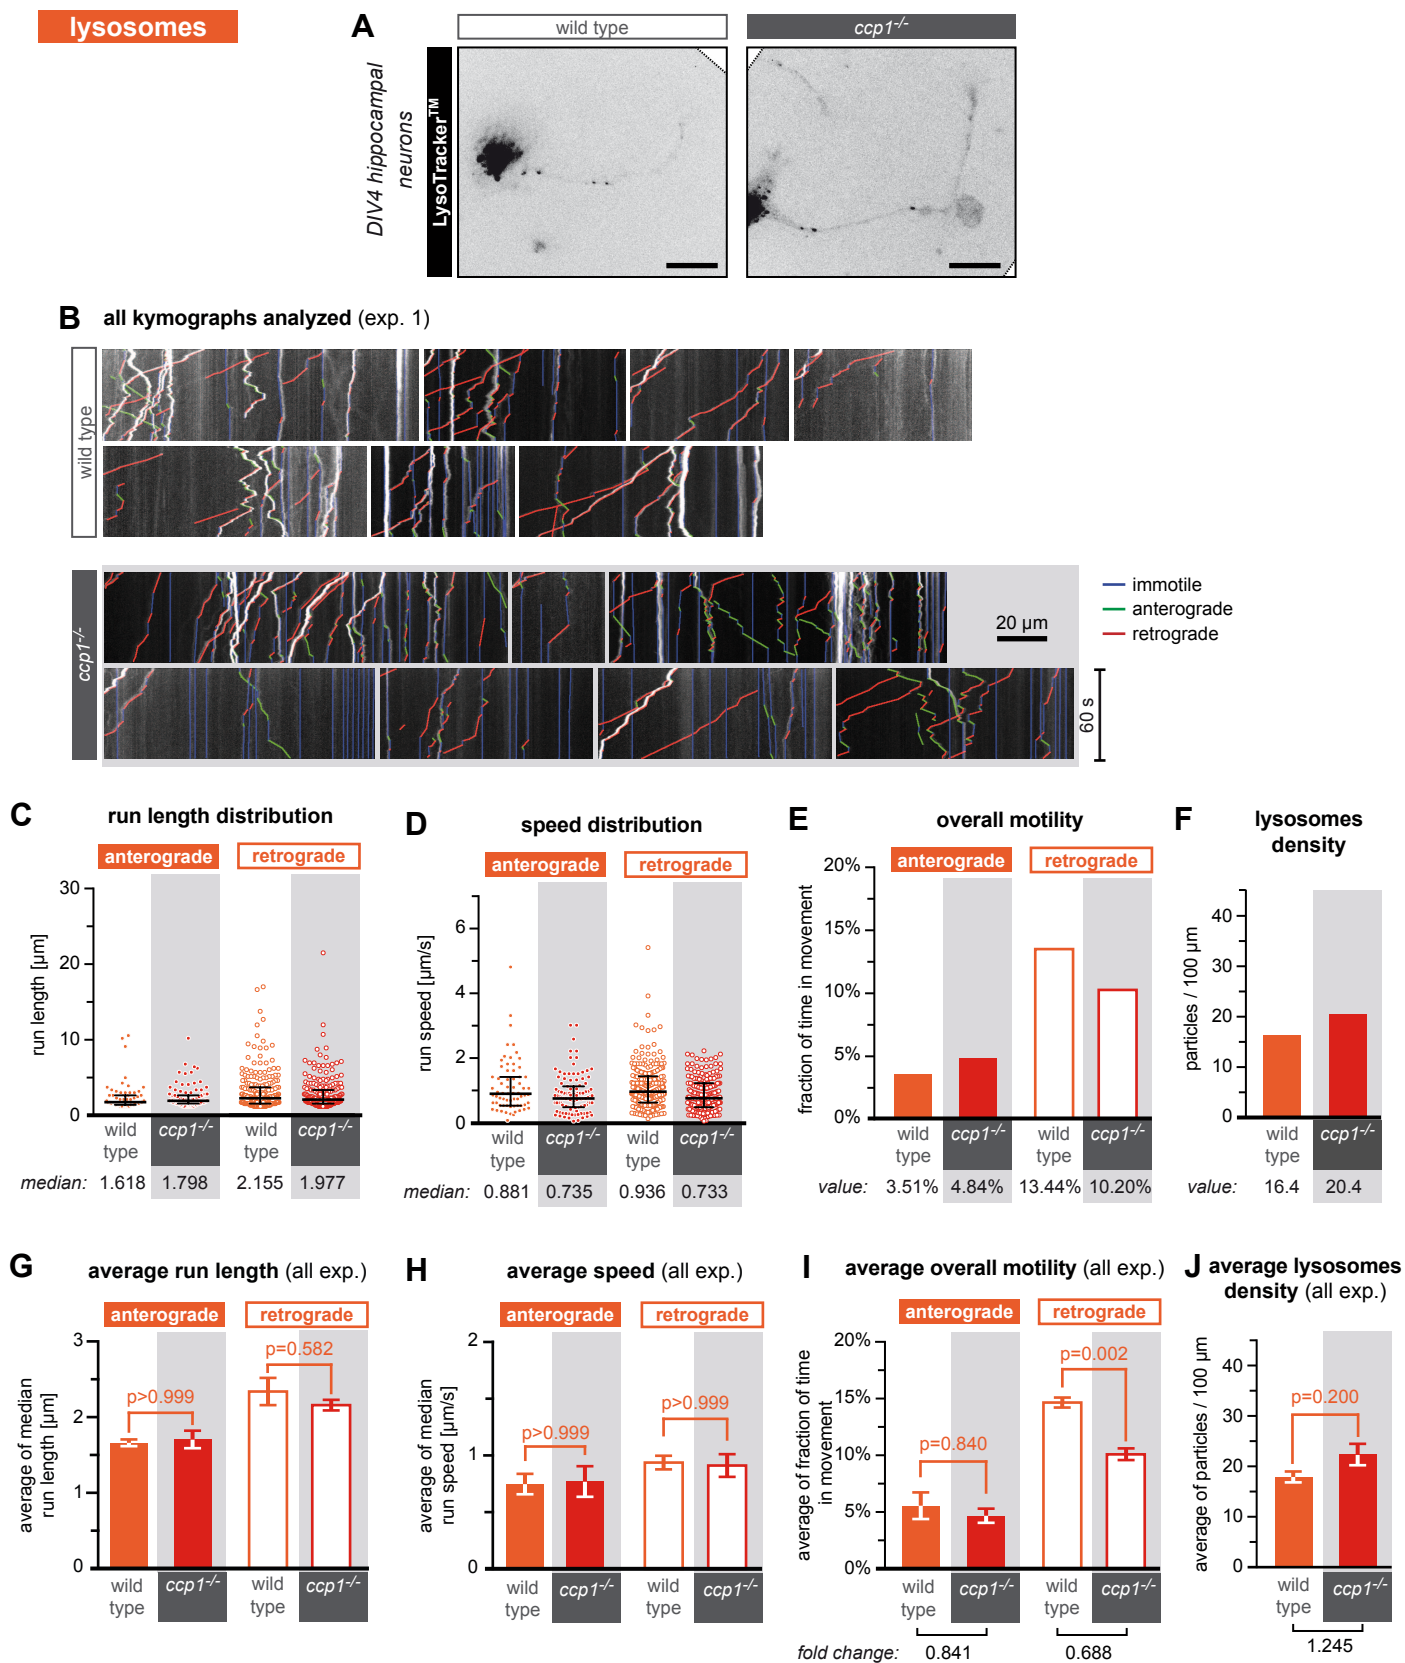 lysosomes
A
wild type
ccp1-/-
DIV4 hippocampal
neurons
LysoTracker™
B all kymographs analyzed (exp. 1)
wild type
ccp1-/-
immotile
anterograde
retrograde
20 µm
60 s
C run length distribution
anterograde retrograde
run length [µm]
30
20
10
0
wild type ccp1-/- wild type ccp1-/-
median: 1.618 1.798 2.155 1.977
D speed distribution
anterograde retrograde
run speed [µm/s]
6
4
2
0
wild type ccp1-/- wild type ccp1-/-
median: 0.881 0.735 0.936 0.733
E overall motility
anterograde retrograde
fraction of time in movement
20%
15%
10%
5%
0%
wild type ccp1-/- wild type ccp1-/-
value: 3.51% 4.84% 13.44% 10.20%
F lysosomes
density
particles / 100 µm
40
30
20
10
0
wild type ccp1-/-
value: 16.4 20.4
G average run length (all exp.)
anterograde retrograde
average of median
run length [µm]
3
2
1
0
p>0.999
p=0.582
wild type ccp1-/- wild type ccp1-/-
H average speed (all exp.)
anterograde retrograde
average of median
run speed [µm/s]
2
1
0
p>0.999
p>0.999
wild type ccp1-/- wild type ccp1-/-
I average overall motility (all exp.)
anterograde retrograde
average of fraction of time
in movement
20%
15%
10%
5%
0%
p=0.840
p=0.002
wild type ccp1-/- wild type ccp1-/-
fold change: 0.841 0.688
J average lysosomes
density (all exp.)
average of particles / 100 µm
40
30
20
10
0
p=0.200
wild type ccp1-/-
1.245